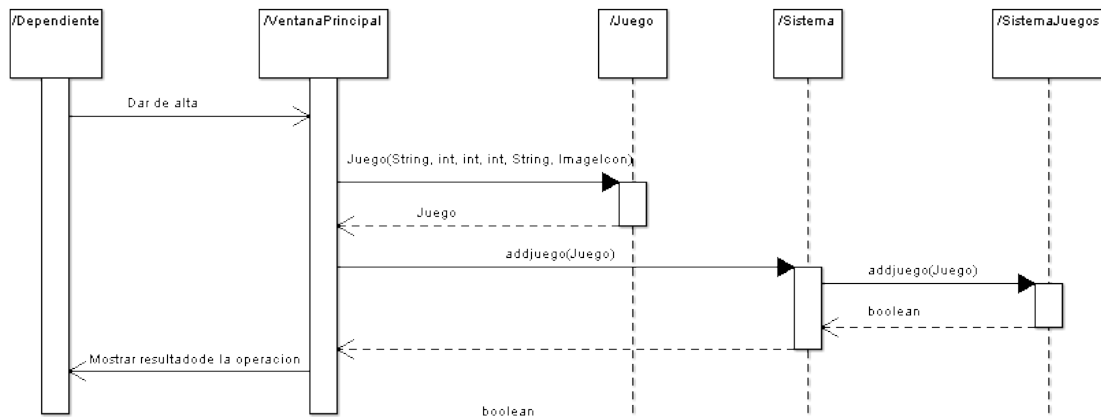 /Dependiente
/VentanaPrincipal
/Juego
/Sistema
/SistemaJuegos
Dar de alta
Juego(String, int, int, int, String, ImageIcon)
Juego
addjuego(Juego)
addjuego(Juego)
boolean
Mostrar resultadode la operacion
boolean